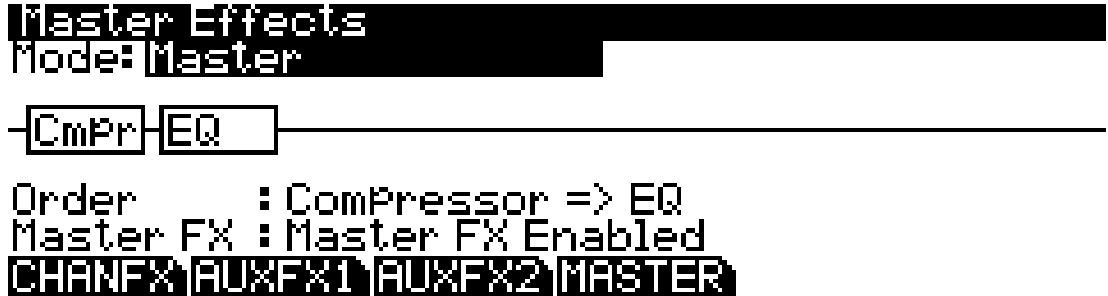 Master Effects
Mode:Master
Cmpr EQ
Order : Compressor => EQ
Master FX : Master FX Enabled
CHANFX AUXFX1 AUXFX2 MASTER